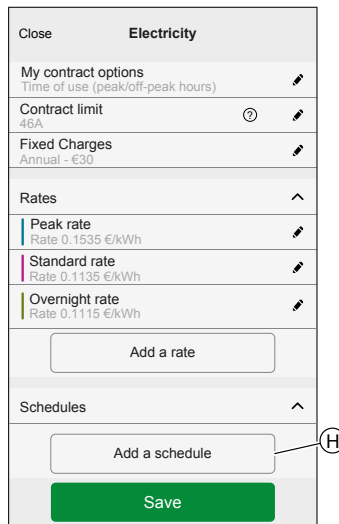 Close Electricity
My contract options
Time of use (peak/off-peak hours)
Contract limit
46A
?
Fixed Charges
Annual - €30
Rates
Peak rate
Rate 0.1535 €/kWh
Standard rate
Rate 0.1135 €/kWh
Overnight rate
Rate 0.1115 €/kWh
Add a rate
Schedules
Add a schedule
H
Save